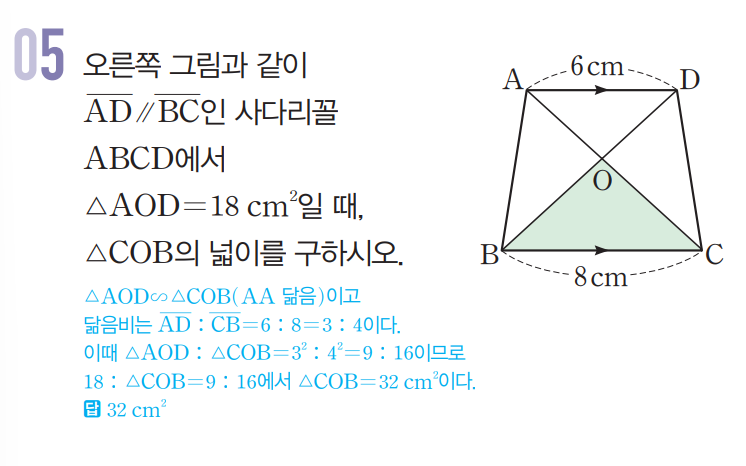 05
오른쪽 그림과 같이
AD∥BC인 사다리꼴
ABCD에서
△AOD=18 cm²일 때,
△COB의 넓이를 구하시오.
△AOD∽△COB(AA 닮음)이고
닮음비는 AD : CB=6 : 8=3 : 4이다.
이때 △AOD : △COB=3² : 4²=9 : 16이므로
18 : △COB=9 : 16에서 △COB=32 cm²이다.
답 32 cm²
6 cm
A
D
O
B
C
8 cm